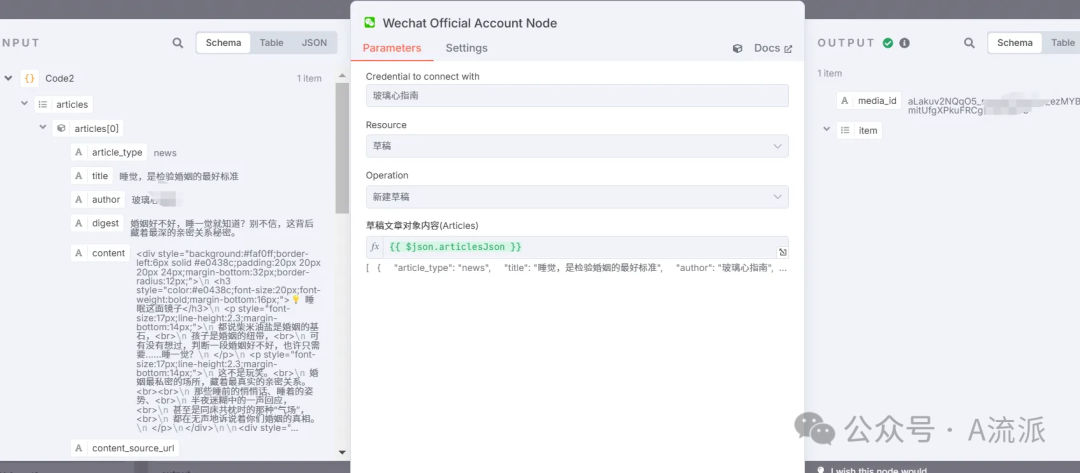 Wechat Official Account Node
NPUT
Schema
Table
JSON
Parameters
Settings
Docs
OUTPUT
Schema
Table
Code2
1 item
articles
articles[0]
A article_type news
A title 睡觉，是检验婚姻的最好标准
A author 玻璃心
A digest 婚姻好不好，睡一觉就知道？别不信，这背后
藏着最深的亲密关系秘密。
A content <div style="background:#faf0ff;border-
left:6px solid #e0438c;padding:20px 20px
20px 24px;margin-bottom:32px;border-
radius:12px;">\n <h3
style="color:#e0438c;font-size:20px;font-
weight:bold;margin-bottom:16px;">💡 睡
眠这面镜子</h3>\n <p style="font-
size:17px;line-height:2.3;margin-
bottom:14px;">\n 都说柴米油盐是婚姻的基
石，<br>\n 孩子是婚姻的纽带，<br>\n 可
有没有想过，判断一段婚姻好不好，也许只需
要……睡一觉？\n </p>\n <p style="font-
size:17px;line-height:2.3;margin-
bottom:14px;">\n 这不是玩笑。<br>\n 婚
姻最私密的场所，藏着最真实的亲密关系。
<br><br>\n 那些睡前的悄悄话、睡着的姿
势、<br>\n 半夜迷糊中的一声回应，
<br>\n 甚至是同床共枕时的那种“气场”，
<br>\n 都在无声地诉说着你们婚姻的真相。
\n </p>\n</div>\n\n<div style="...
A content_source_url
Credential to connect with
玻璃心指南
Resource
草稿
Operation
新建草稿
草稿文章对象内容(Articles)
fx {{ $json.articlesJson }}
[ { "article_type": "news", "title": "睡觉，是检验婚姻的最好标准", "author": "玻璃心指南", ...
1 item
A media_id aLakuv2NQqO5_ ezMYB
mitUfgXPkuFRCg
item
公众号 · A流派
I wish this node would